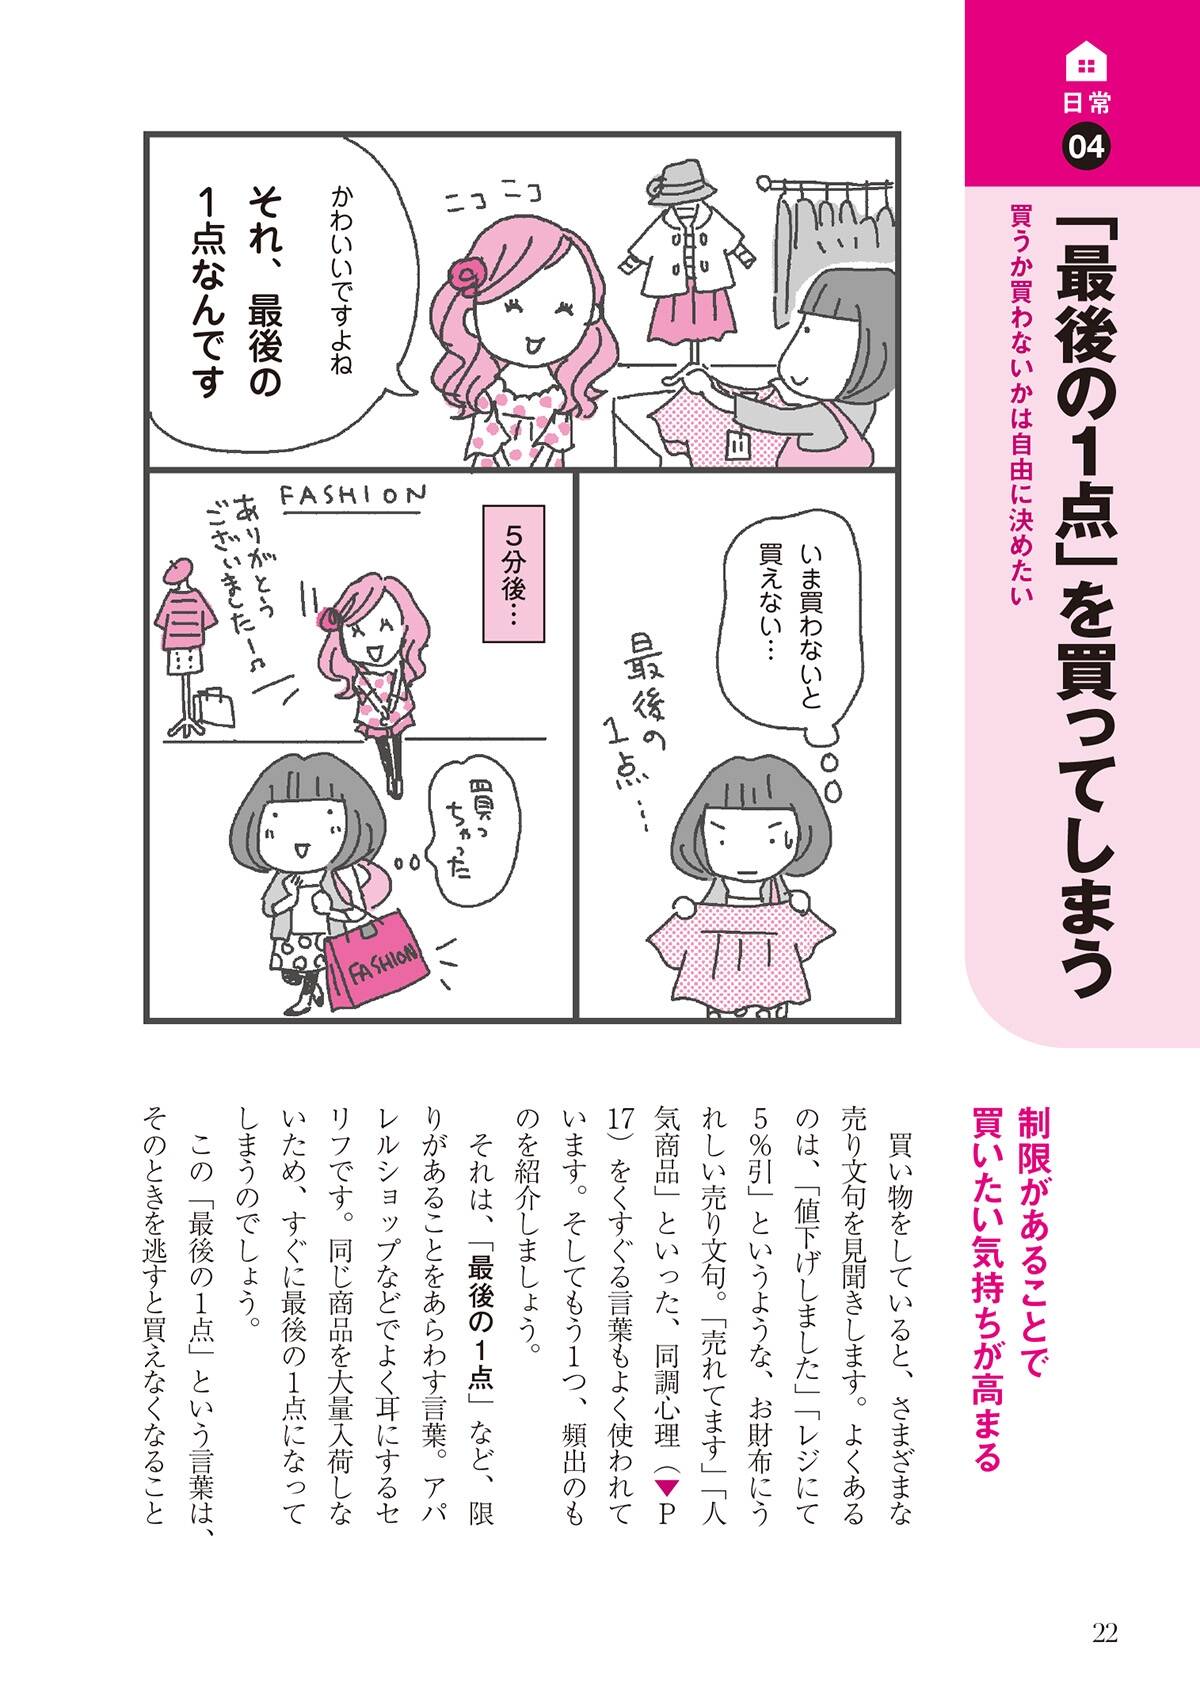 日常
04
「最後の1点」を買ってしまう
買うか買わないかは自由に決めたい
かわいいですよね
それ、最後の
1点なんです
ニコニコ
いま買わないと
買えない…
最後の
1点…
5分後…
FASHION
ありがとう
ございましたー♪
買っ
ちゃった
FASHION
制限があることで
買いたい気持ちが高まる
買い物をしていると、さまざまな
売り文句を見聞きします。よくある
のは、「値下げしました」「レジにて
5%引」というような、お財布にう
れしい売り文句。「売れてます」「人
気商品」といった、同調心理（▼P
17）をくすぐる言葉もよく使われて
います。そしてもう1つ、頻出のも
のを紹介しましょう。
それは、「最後の1点」など、限
りがあることをあらわす言葉。アパ
レルショップなどでよく耳にするセ
リフです。同じ商品を大量入荷しな
いため、すぐに最後の1点になって
しまうのでしょう。
この「最後の1点」という言葉は、
そのときを逃すと買えなくなること
22